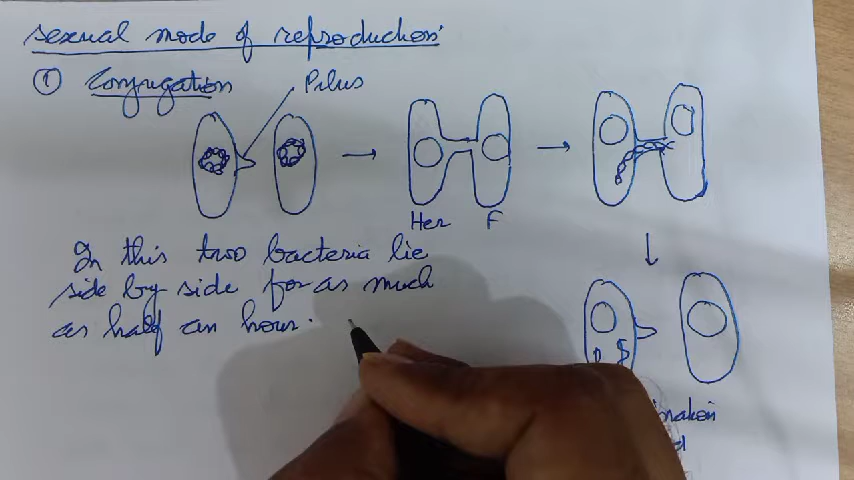 Sexual mode of reproduction:
① Conjugation
Pilus
Her F
In this two bacteria lie
side by side for as much
as half an hour.